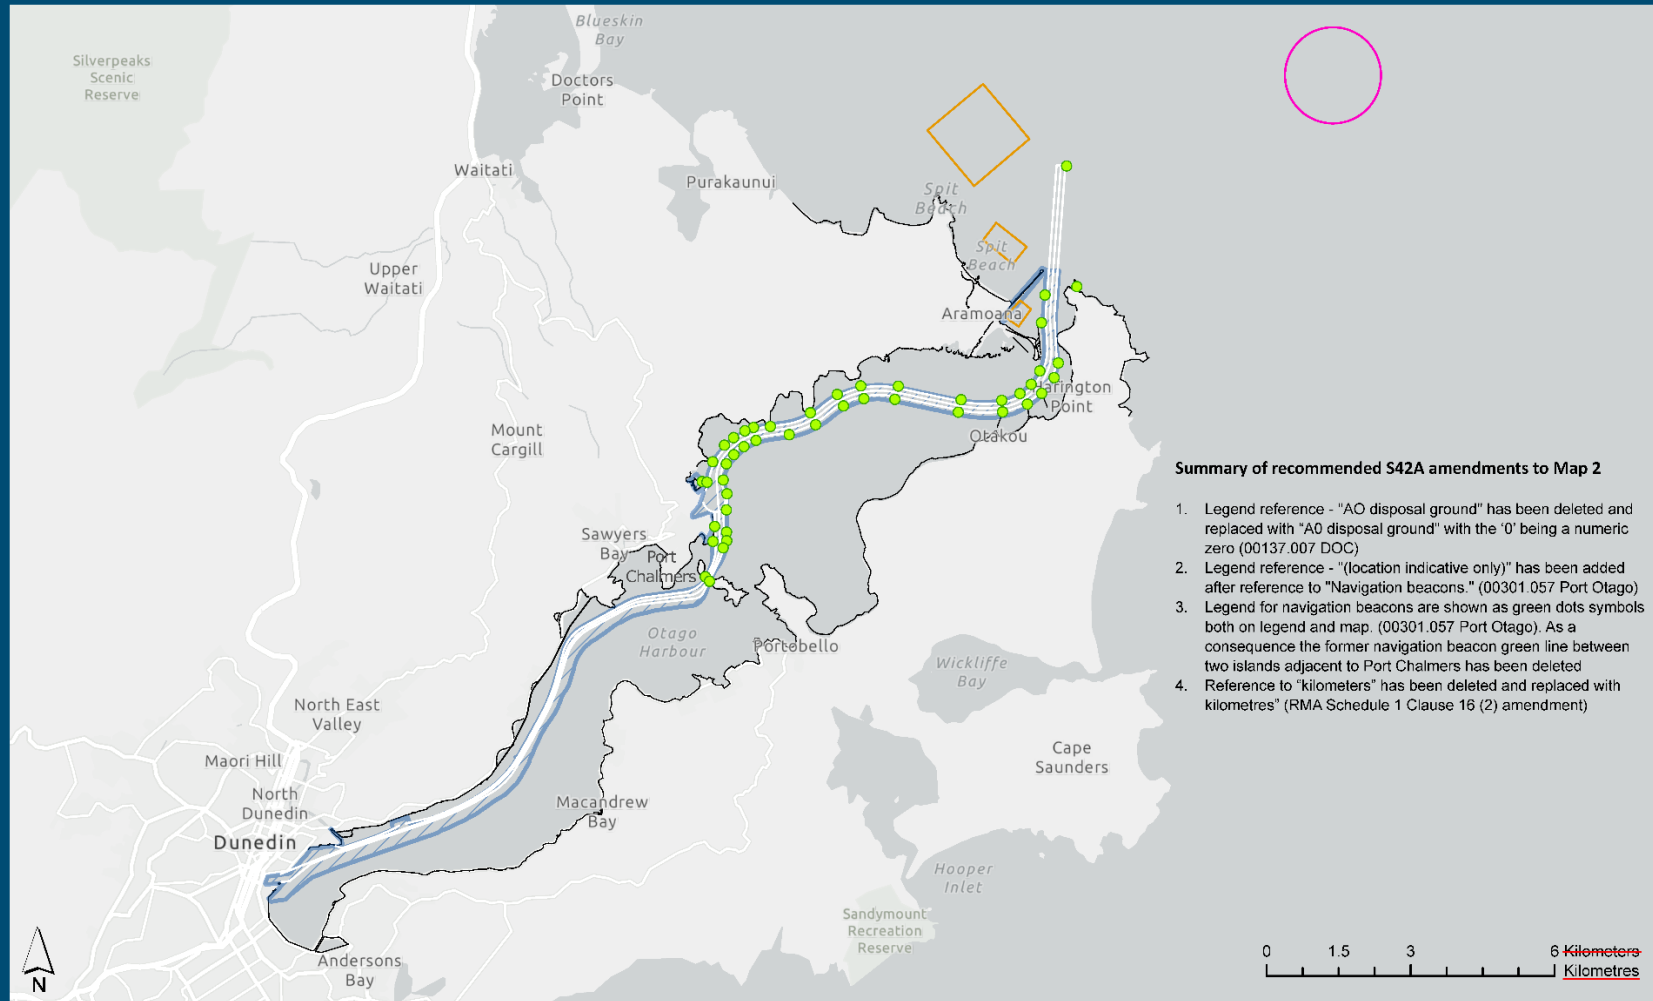 Blueskin
Bay
Silverpeaks
Scenic
Reserve
Doctors
Point
Waitati
Purakaunui
Spit
Beach
Spit
Beach
Upper
Waitati
Aramoana
Harington
Point
Mount
Cargill
Otakou
Sawyers
Bay
Port
Chalmers
Otago
Harbour
Portobello
Wickliffe
Bay
North East
Valley
Maori Hill
North
Dunedin
Dunedin
Macandrew
Bay
Cape
Saunders
Hooper
Inlet
Sandymount
Recreation
Reserve
Andersons
Bay
N
Summary of recommended S42A amendments to Map 2
1. Legend reference - "AO disposal ground" has been deleted and
replaced with "A0 disposal ground" with the '0' being a numeric
zero (00137.007 DOC)
2. Legend reference - "(location indicative only)" has been added
after reference to "Navigation beacons." (00301.057 Port Otago)
3. Legend for navigation beacons are shown as green dots symbols
both on legend and map. (00301.057 Port Otago). As a
consequence the former navigation beacon green line between
two islands adjacent to Port Chalmers has been deleted
4. Reference to "kilometers" has been deleted and replaced with
kilometres" (RMA Schedule 1 Clause 16 (2) amendment)
0 1.5 3 6 Kilometers
Kilometres